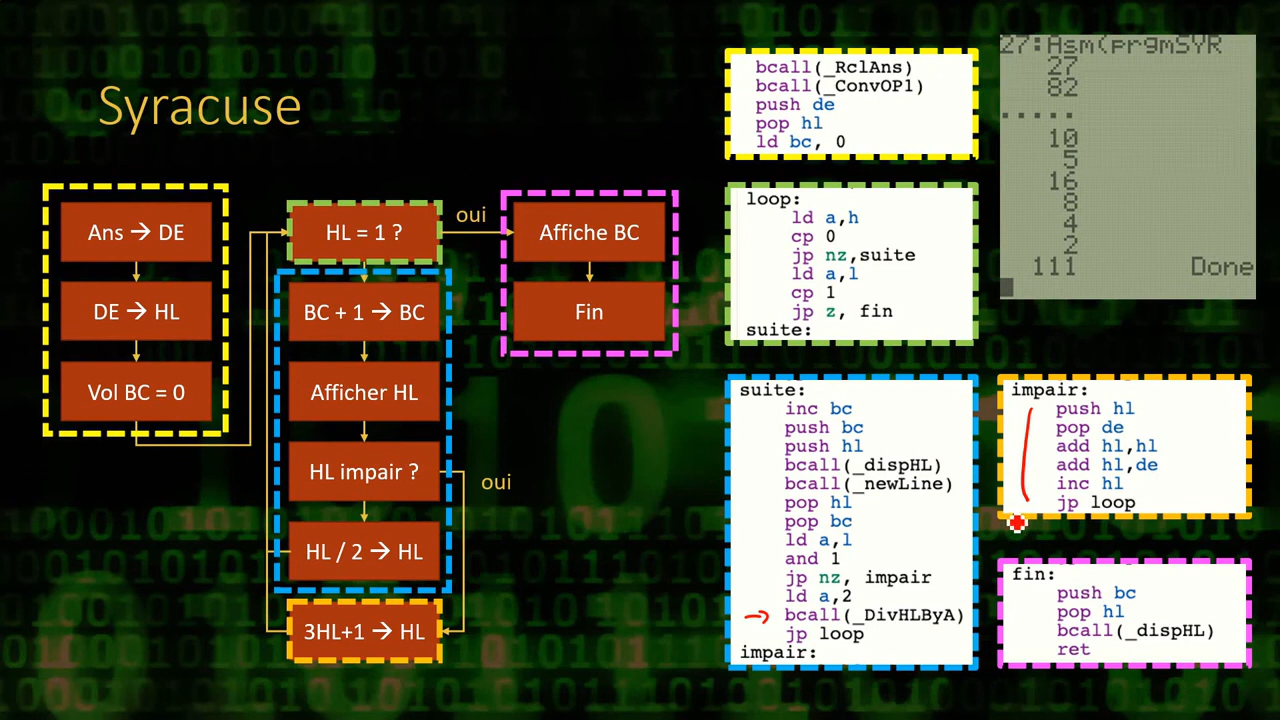 Syracuse
Ans → DE
DE → HL
Vol BC = 0
HL = 1 ?
oui
BC + 1 → BC
Afficher HL
HL impair ?
oui
HL / 2 → HL
3HL+1 → HL
Affiche BC
Fin
bcall(_RclAns)
bcall(_ConvOP1)
push de
pop hl
ld bc, 0
loop:
ld a,h
cp 0
jp nz,suite
ld a,l
cp 1
jp z, fin
suite:
suite:
inc bc
push bc
push hl
bcall(_dispHL)
bcall(_newLine)
pop hl
pop bc
ld a,l
and 1
jp nz, impair
ld a,2
bcall(_DivHLByA)
jp loop
impair:
27:Asm(prgmSYR
27
82
.....
10
5
16
8
4
2
111 Done
impair:
push hl
pop de
add hl,hl
add hl,de
inc hl
jp loop
fin:
push bc
pop hl
bcall(_dispHL)
ret